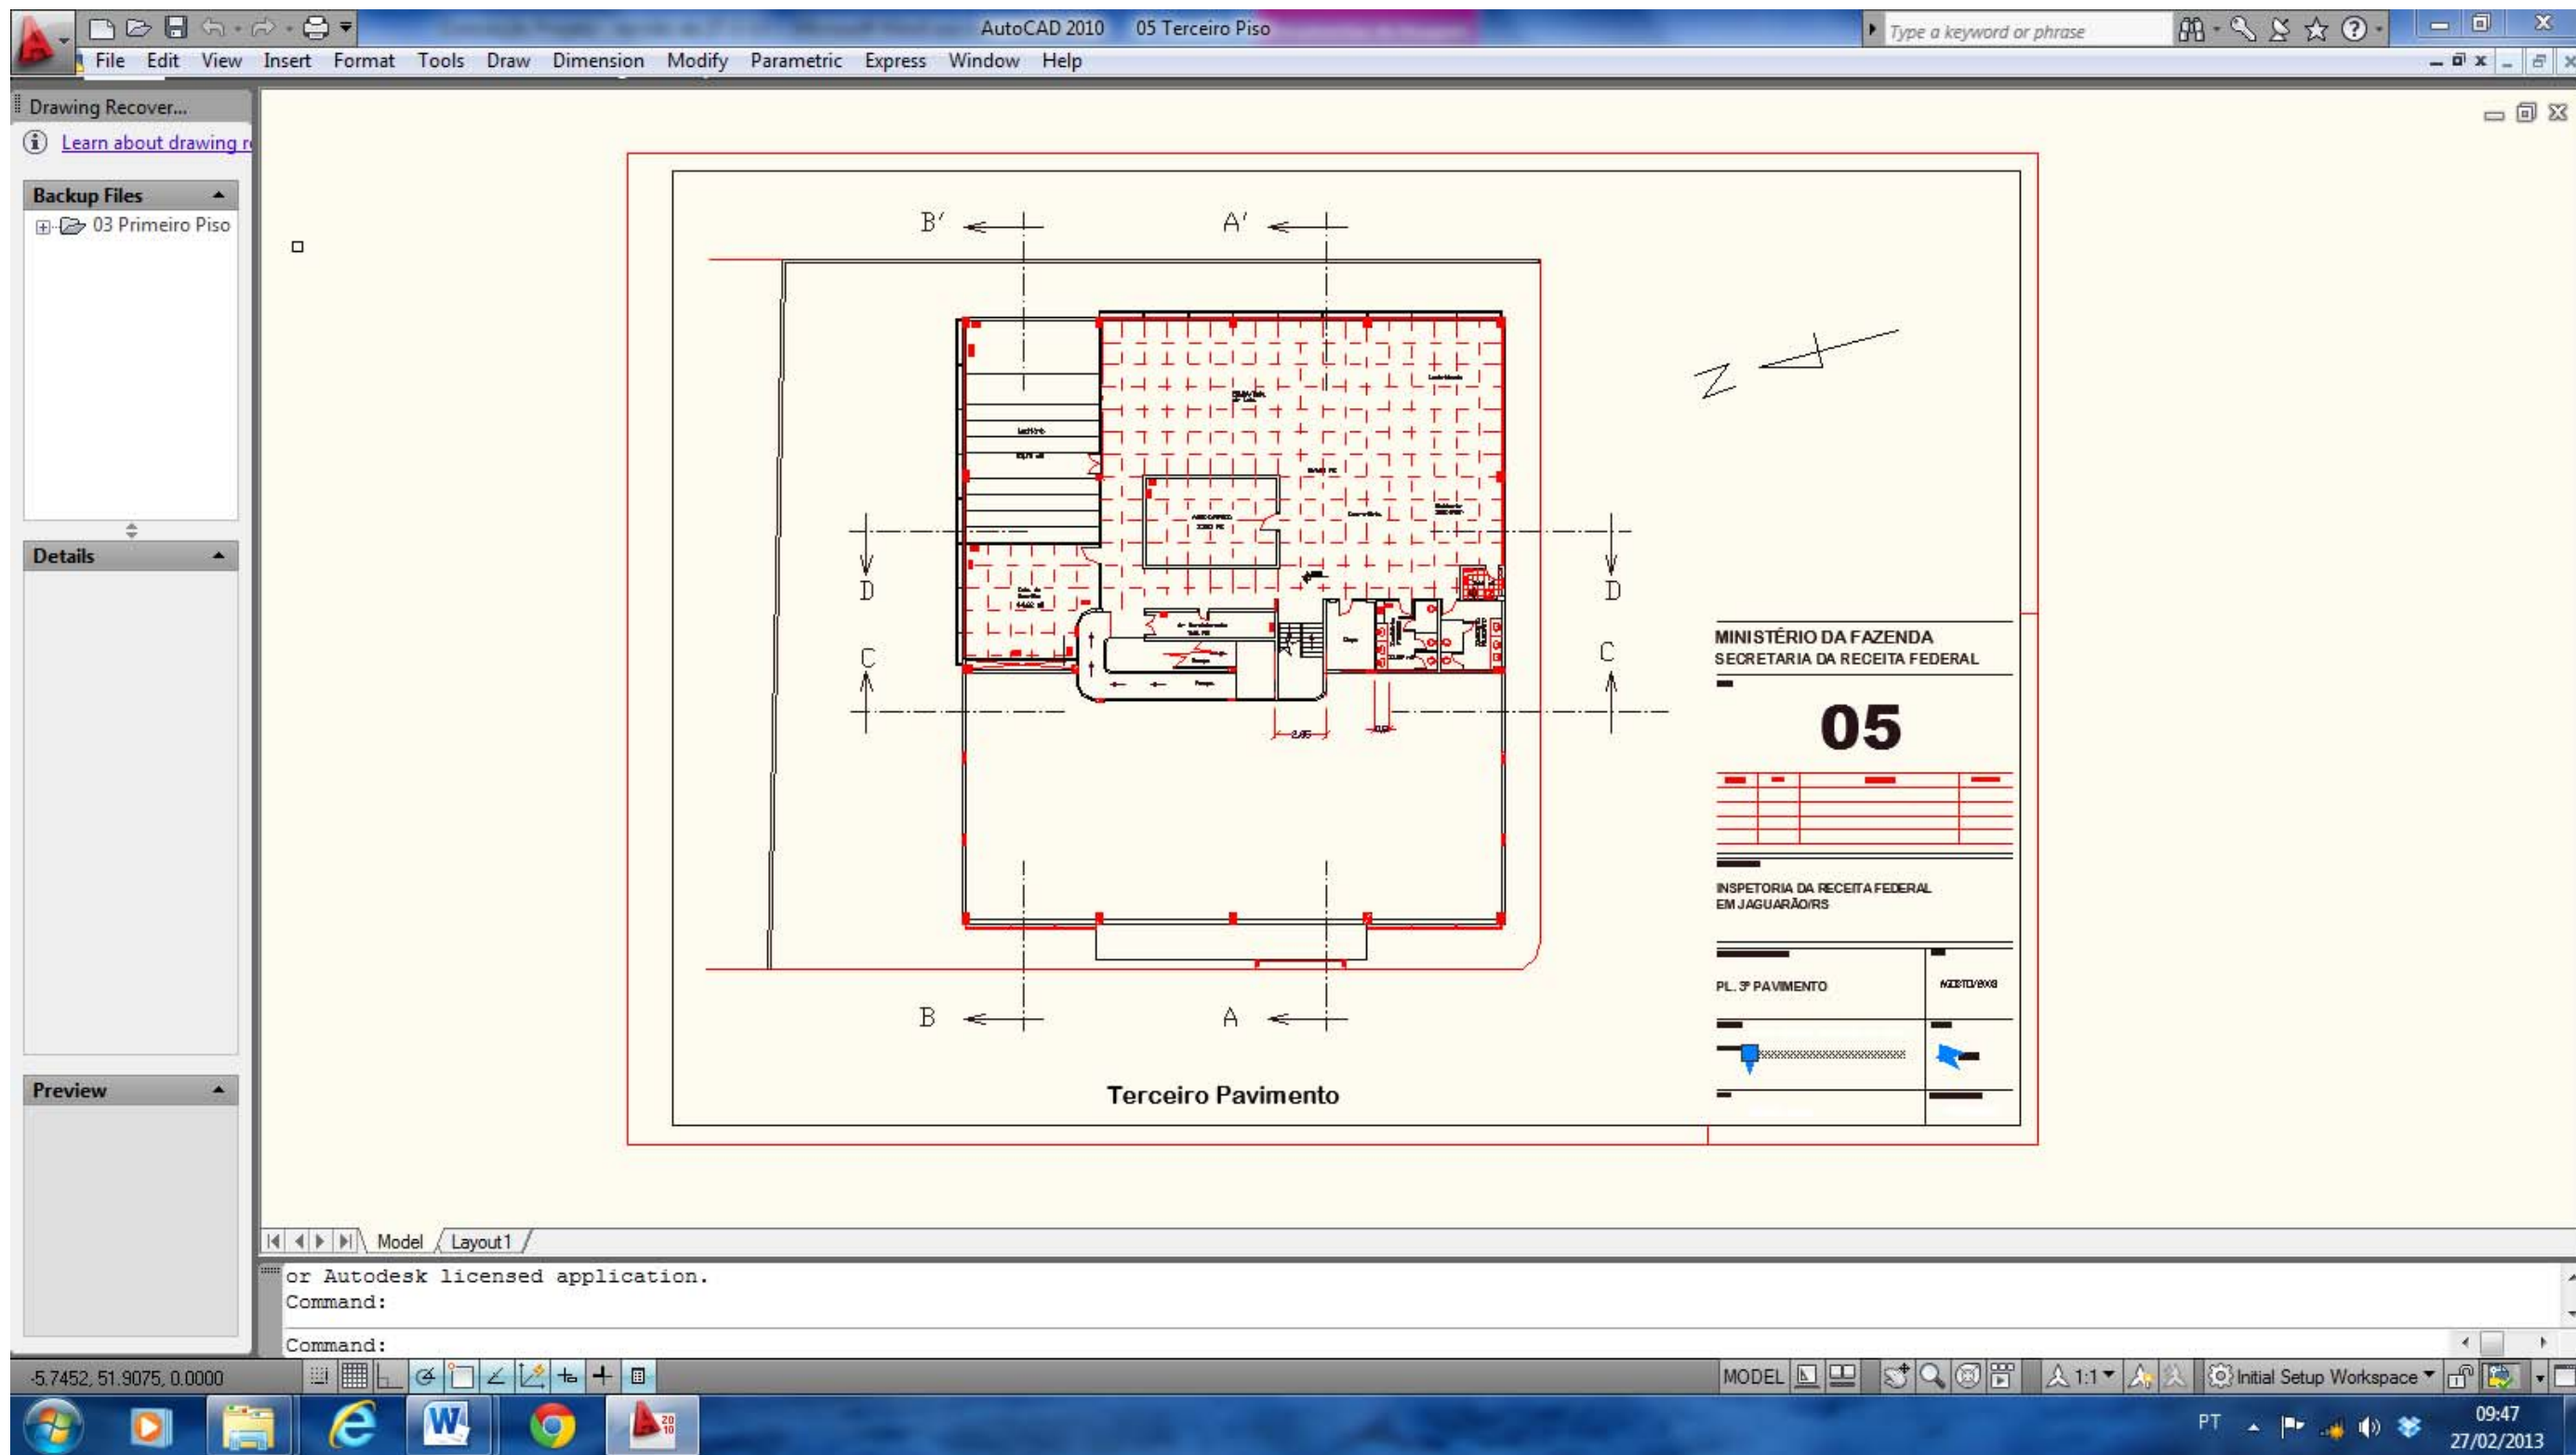 AutoCAD 2010 05 Terceiro Piso
Type a keyword or phrase
File Edit View Insert Format Tools Draw Dimension Modify Parametric Express Window Help
Drawing Recover...
Learn about drawing r
Backup Files
03 Primeiro Piso
Details
Preview
B' A'
N
D D
C C
2,85
MINISTÉRIO DA FAZENDA
SECRETARIA DA RECEITA FEDERAL
05
INSPETORIA DA RECEITA FEDERAL
EM JAGUARÃO/RS
PL. 3º PAVIMENTO
B A
Terceiro Pavimento
Model Layout1
or Autodesk licensed application.
Command:
Command:
-5.7452, 51.9075, 0.0000
MODEL 1:1 Initial Setup Workspace
PT 09:47
27/02/2013